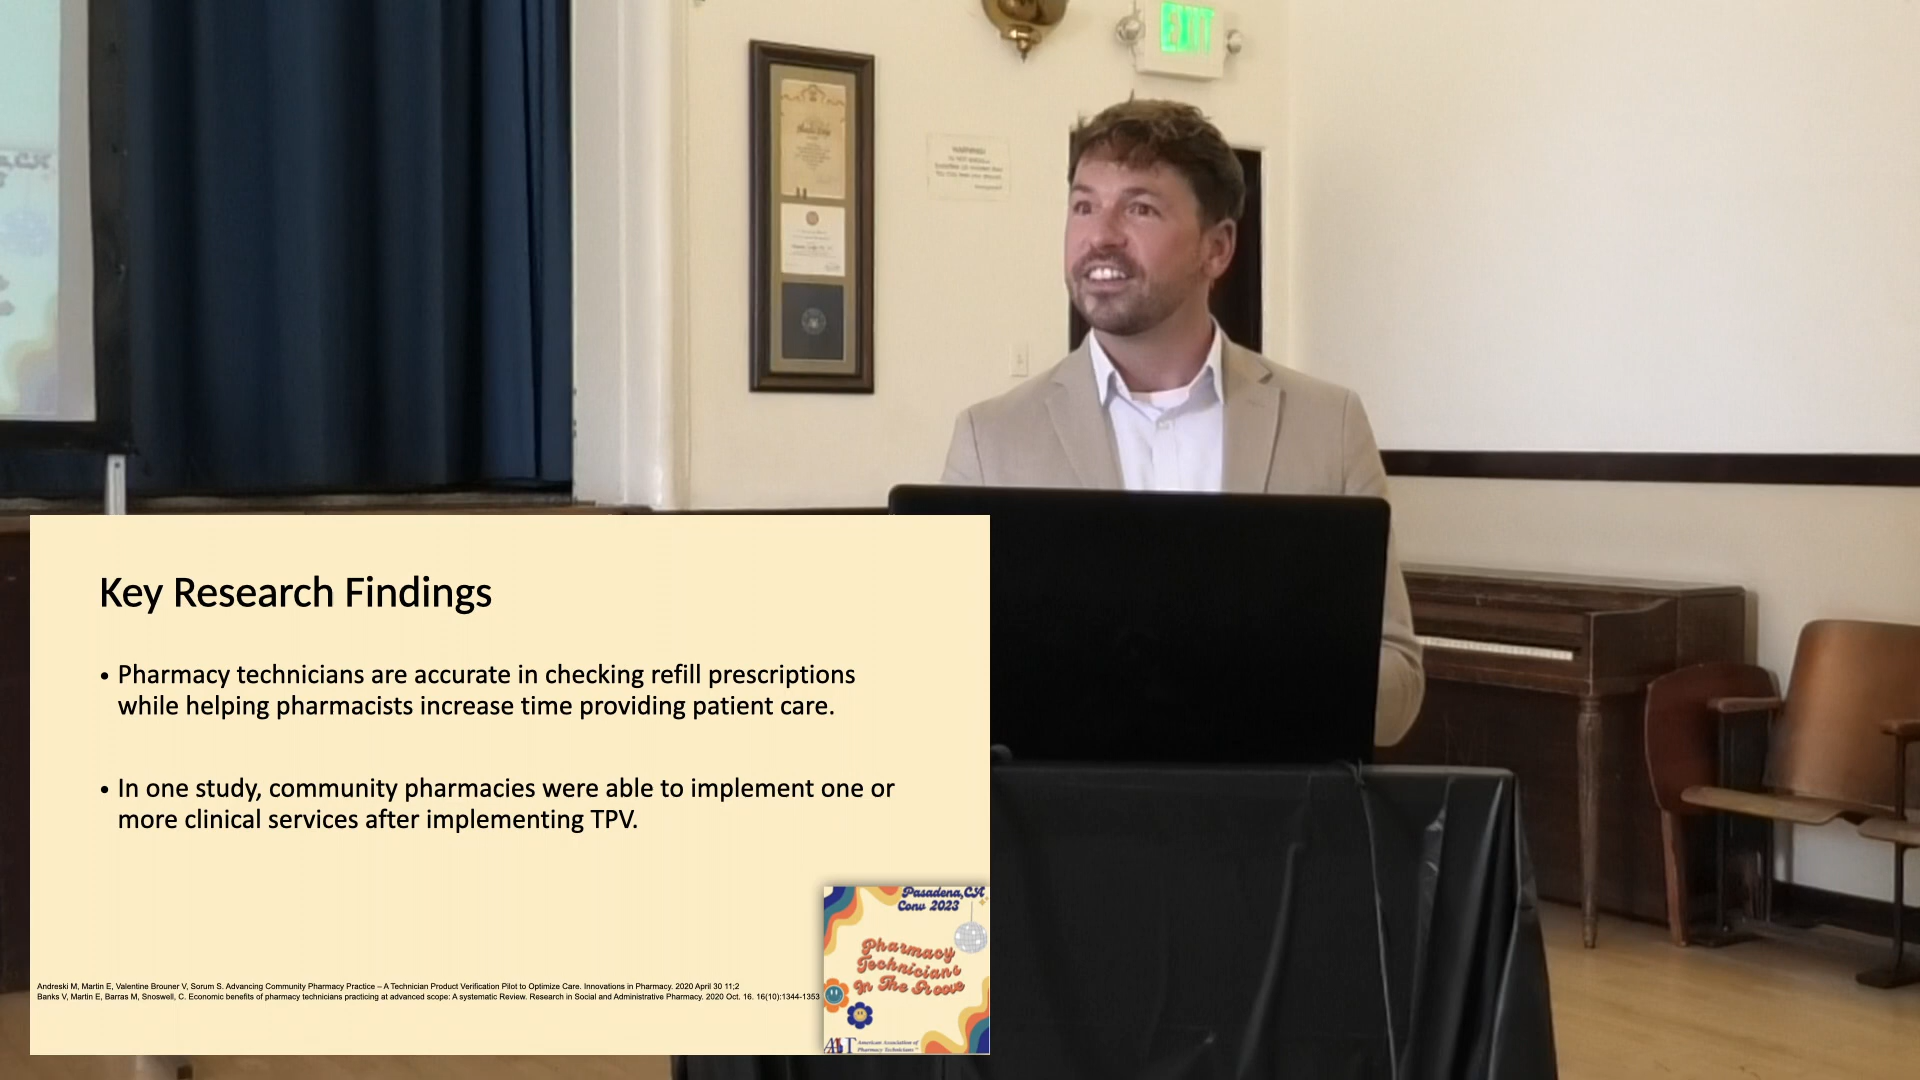 EXIT
WARNING!
Key Research Findings
• Pharmacy technicians are accurate in checking refill prescriptions
while helping pharmacists increase time providing patient care.
• In one study, community pharmacies were able to implement one or
more clinical services after implementing TPV.
Pasadena,CA
Conv 2023
Pharmacy
Technicians
In The Groove
Andreski M, Martin E, Valentine Brouner V, Sorum S. Advancing Community Pharmacy Practice – A Technician Product Verification Pilot to Optimize Care. Innovations in Pharmacy. 2020 April 30 11;2
Banks V, Martin E, Barras M, Snoswell, C. Economic benefits of pharmacy technicians practicing at advanced scope: A systematic Review. Research in Social and Administrative Pharmacy. 2020 Oct. 16. 16(10):1344-1353
American Association of
Pharmacy Technicians